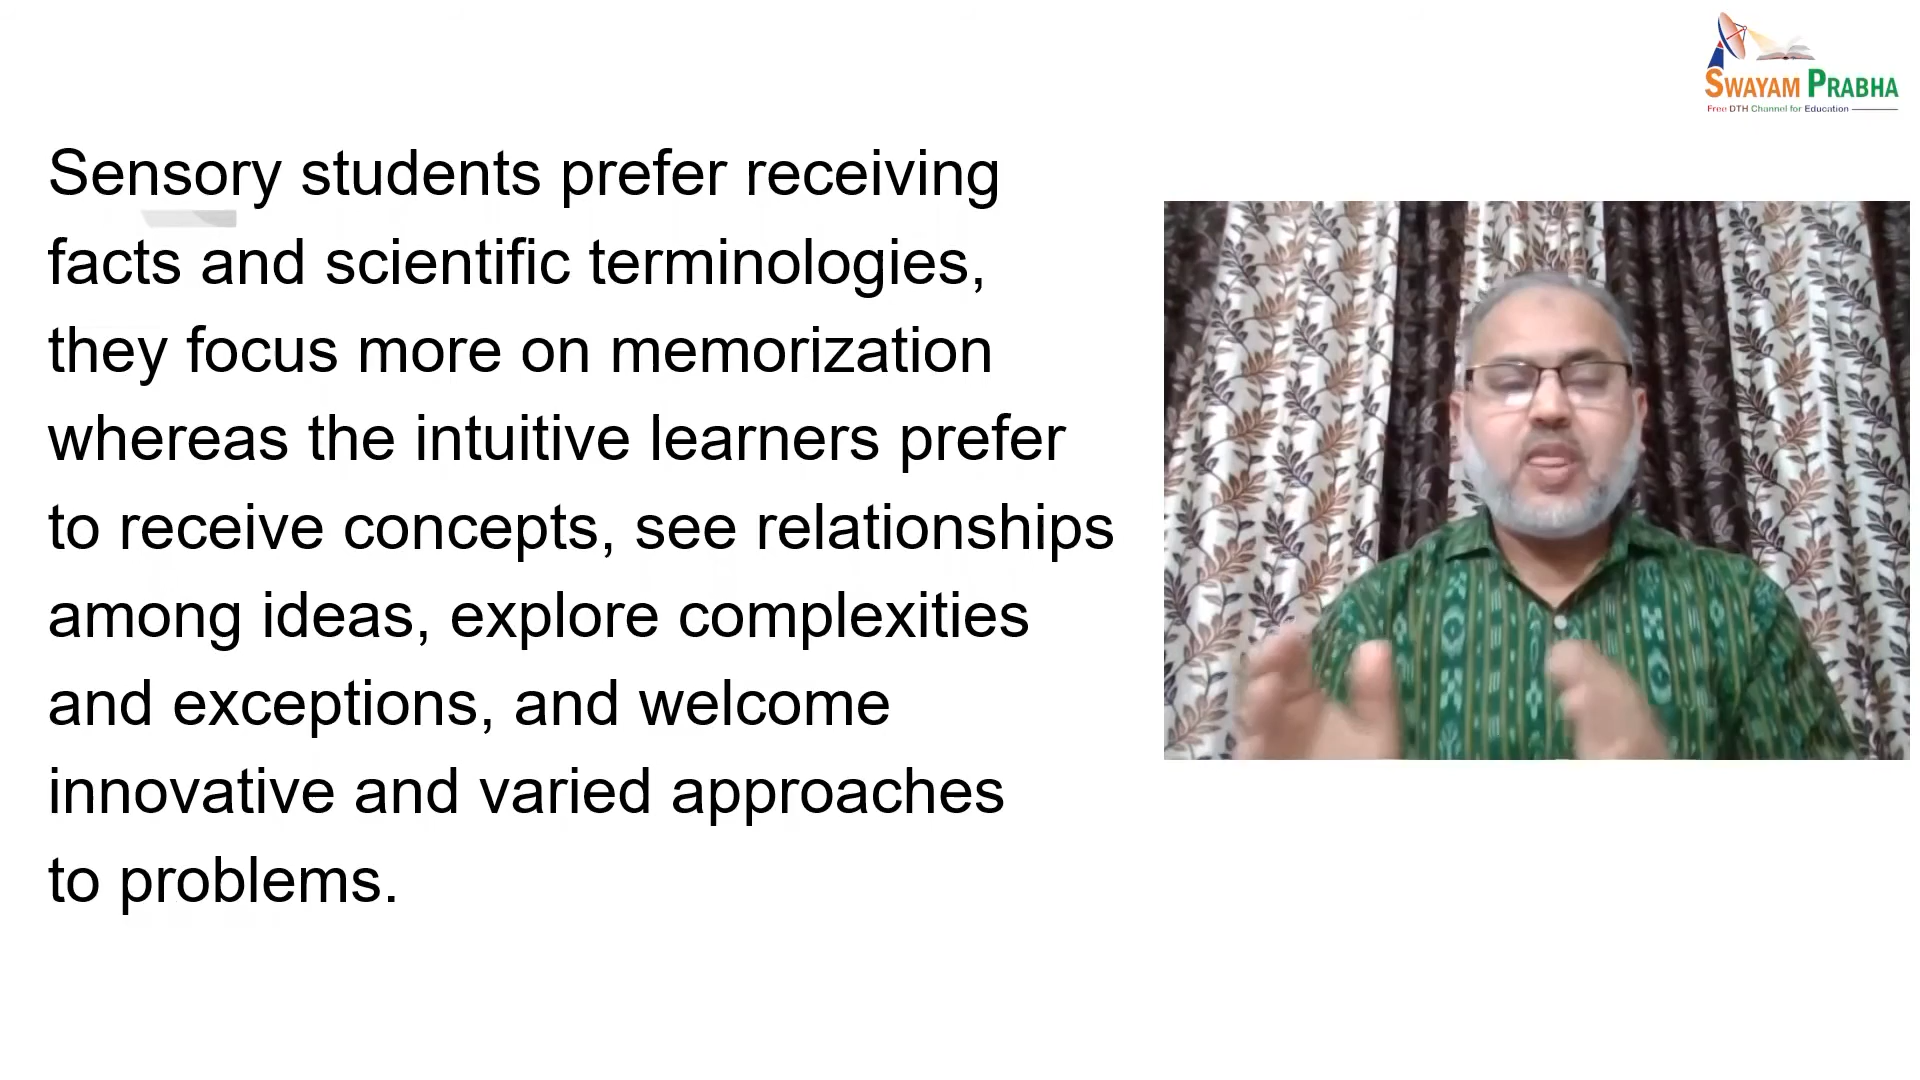 SWAYAM PRABHA
Free DTH Channel for Education
Sensory students prefer receiving
facts and scientific terminologies,
they focus more on memorization
whereas the intuitive learners prefer
to receive concepts, see relationships
among ideas, explore complexities
and exceptions, and welcome
innovative and varied approaches
to problems.